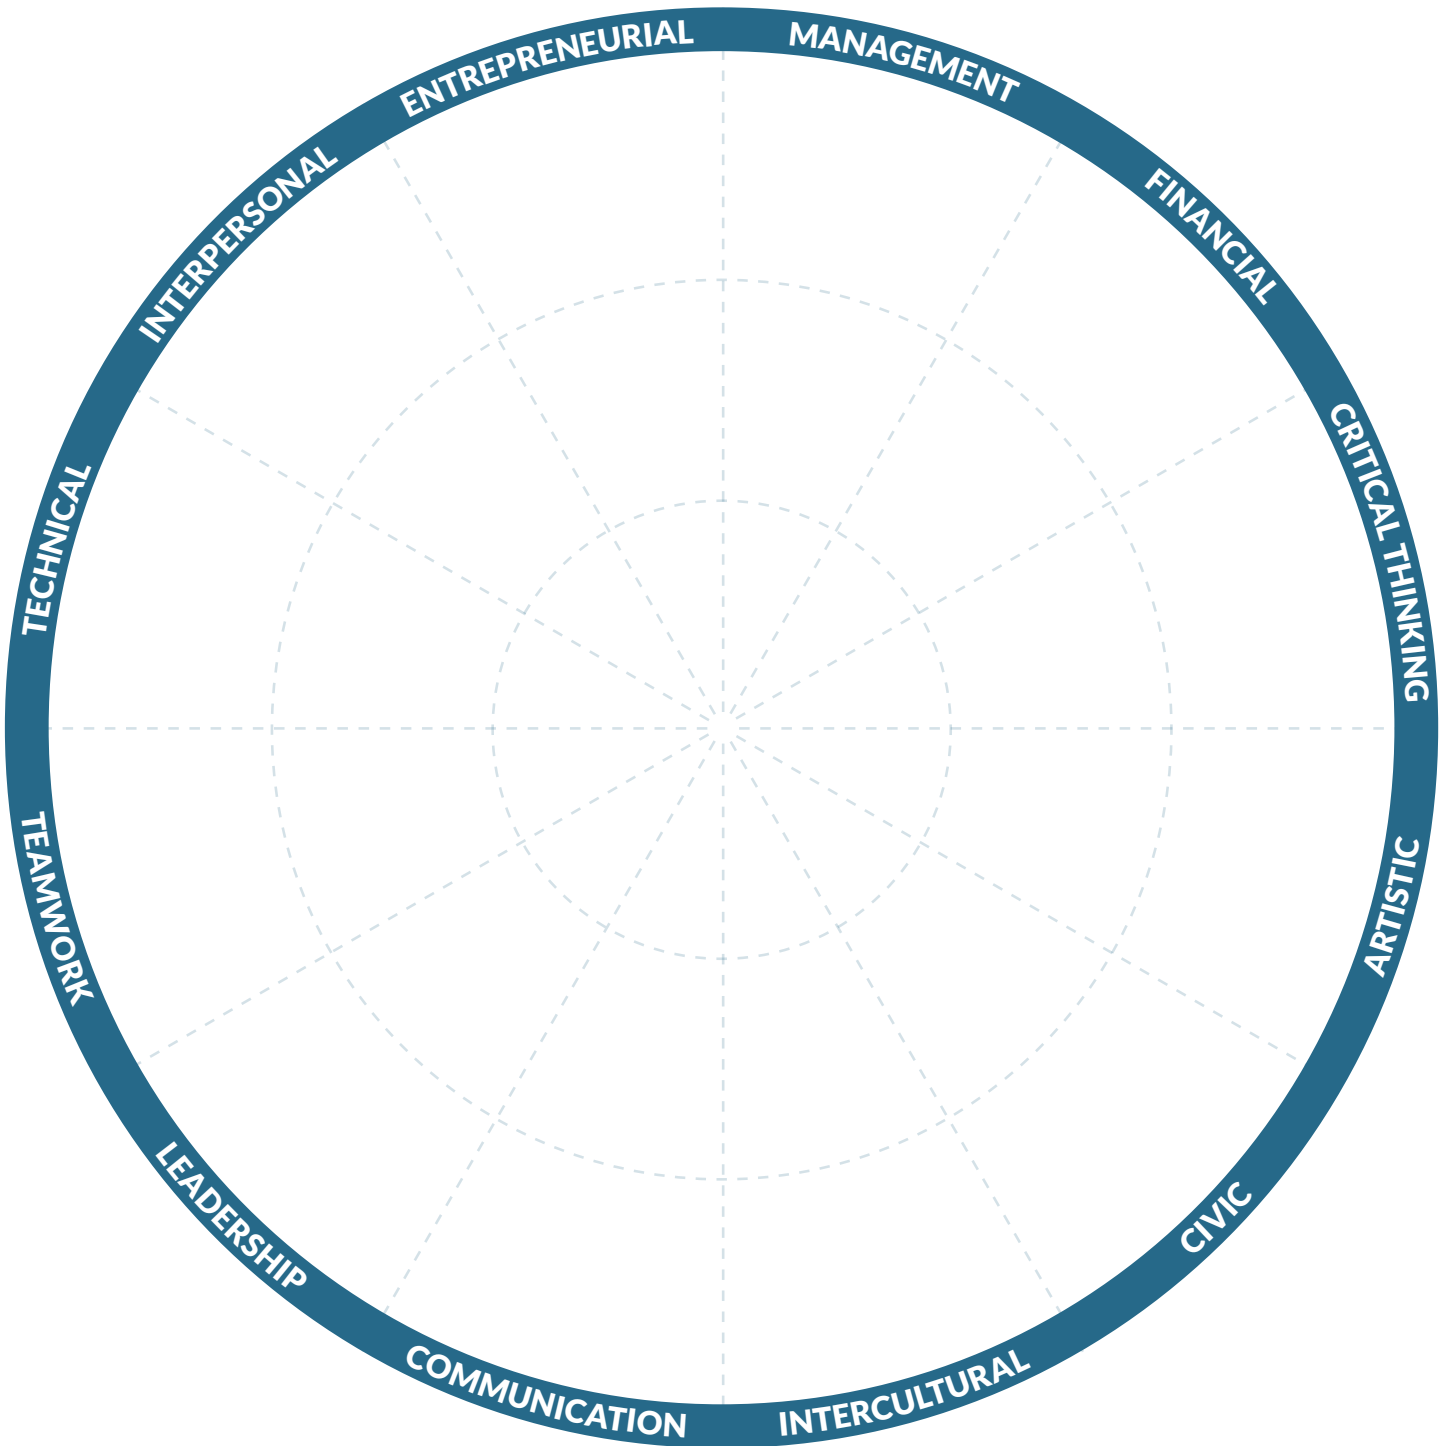 MANAGEMENT
FINANCIAL
CRITICAL THINKING
ARTISTIC
CIVIC
INTERCULTURAL
COMMUNICATION
LEADERSHIP
TEAMWORK
TECHNICAL
INTERPERSONAL
ENTREPRENEURIAL